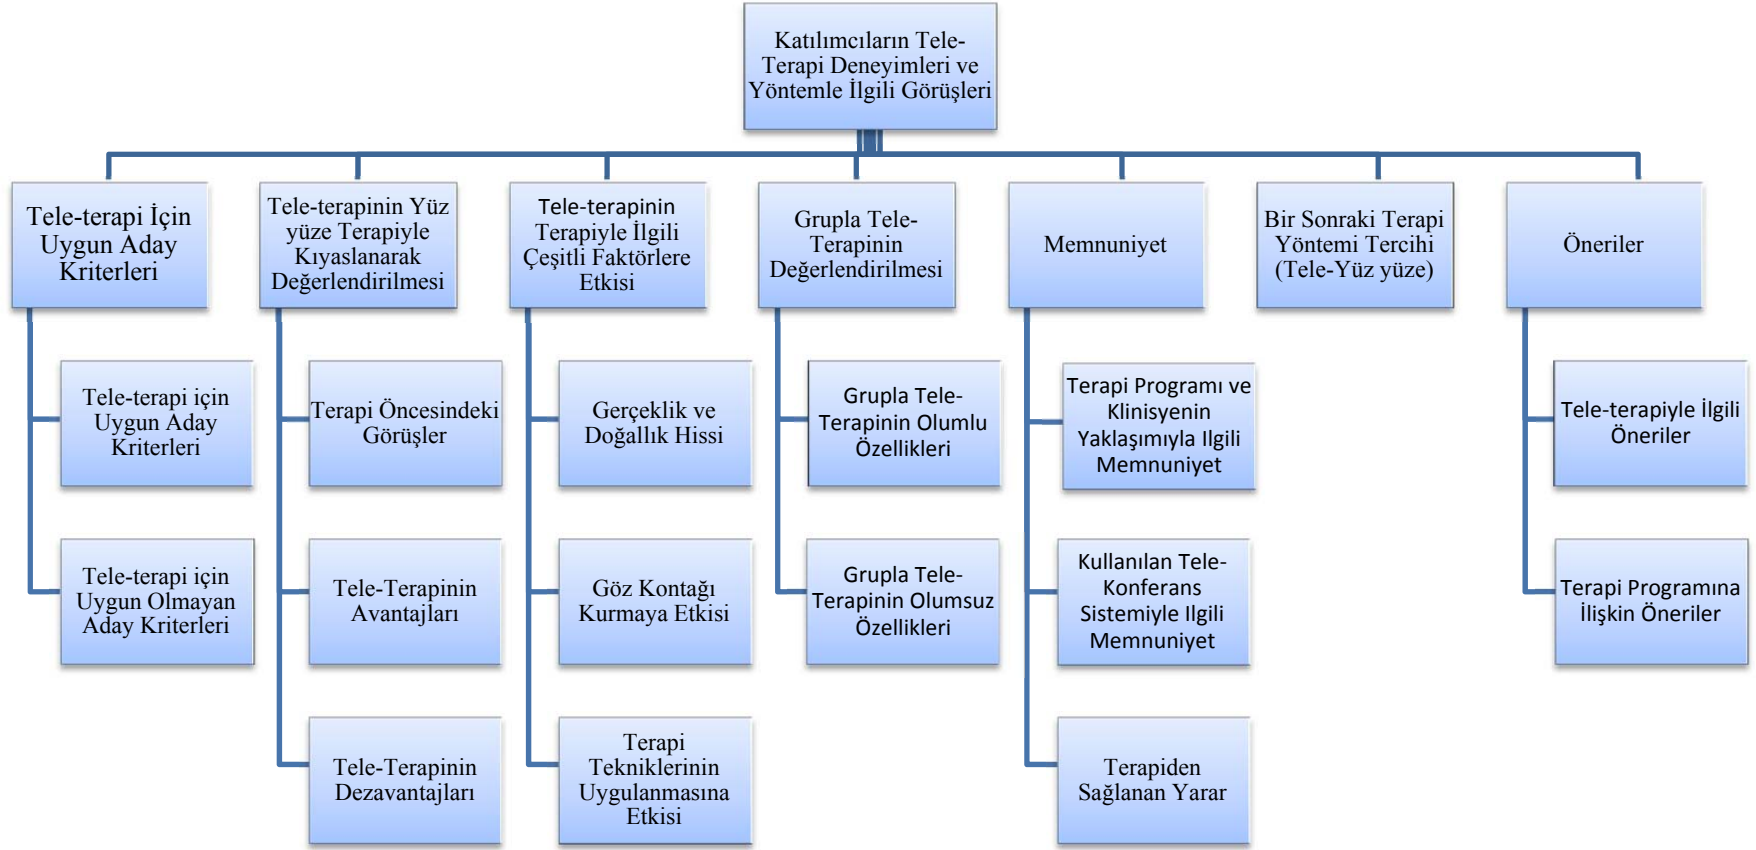 Katılımcıların Tele-
Terapi Deneyimleri ve
Yöntemle İlgili Görüşleri
Tele-terapi İçin
Uygun Aday
Kriterleri
Tele-terapi için
Uygun Aday
Kriterleri
Tele-terapi için
Uygun Olmayan
Aday Kriterleri
Tele-terapinin Yüz
yüze Terapiyle
Kıyaslanarak
Değerlendirilmesi
Terapi Öncesindeki
Görüşler
Tele-Terapinin
Avantajları
Tele-Terapinin
Dezavantajları
Tele-terapinin
Terapiyle İlgili
Çeşitli Faktörlere
Etkisi
Gerçeklik ve
Doğallık Hissi
Göz Kontağı
Kurmaya Etkisi
Terapi
Tekniklerinin
Uygulanmasına
Etkisi
Grupla Tele-
Terapinin
Değerlendirilmesi
Grupla Tele-
Terapinin Olumlu
Özellikleri
Grupla Tele-
Terapinin Olumsuz
Özellikleri
Memnuniyet
Terapi Programı ve
Klinisyenin
Yaklaşımıyla Ilgili
Memnuniyet
Kullanılan Tele-
Konferans
Sistemiyle Ilgili
Memnuniyet
Terapiden
Sağlanan Yarar
Bir Sonraki Terapi
Yöntemi Tercihi
(Tele-Yüz yüze)
Öneriler
Tele-terapiyle İlgili
Öneriler
Terapi Programına
İlişkin Öneriler